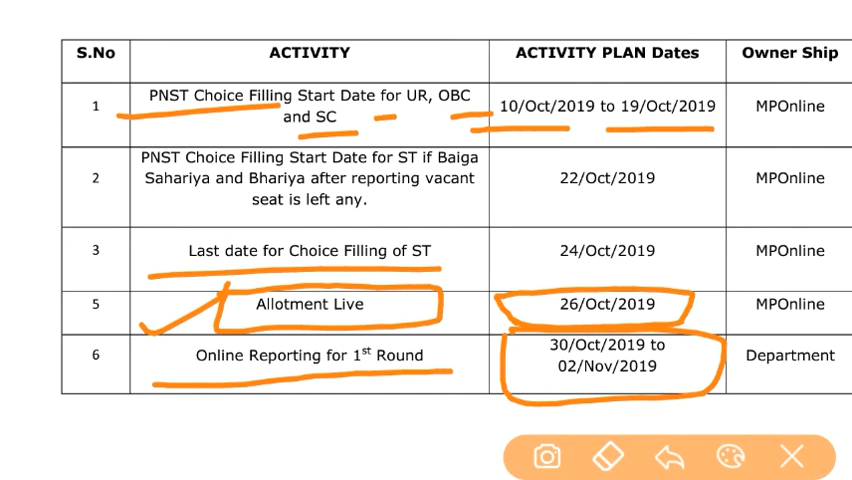 S.No ACTIVITY ACTIVITY PLAN Dates Owner Ship
1 PNST Choice Filling Start Date for UR, OBC
and SC 10/Oct/2019 to 19/Oct/2019 MPOnline
PNST Choice Filling Start Date for ST if Baiga
2 Sahariya and Bhariya after reporting vacant 22/Oct/2019 MPOnline
seat is left any.
3 Last date for Choice Filling of ST 24/Oct/2019 MPOnline
5 Allotment Live 26/Oct/2019 MPOnline
6 Online Reporting for 1st Round 30/Oct/2019 to
02/Nov/2019 Department